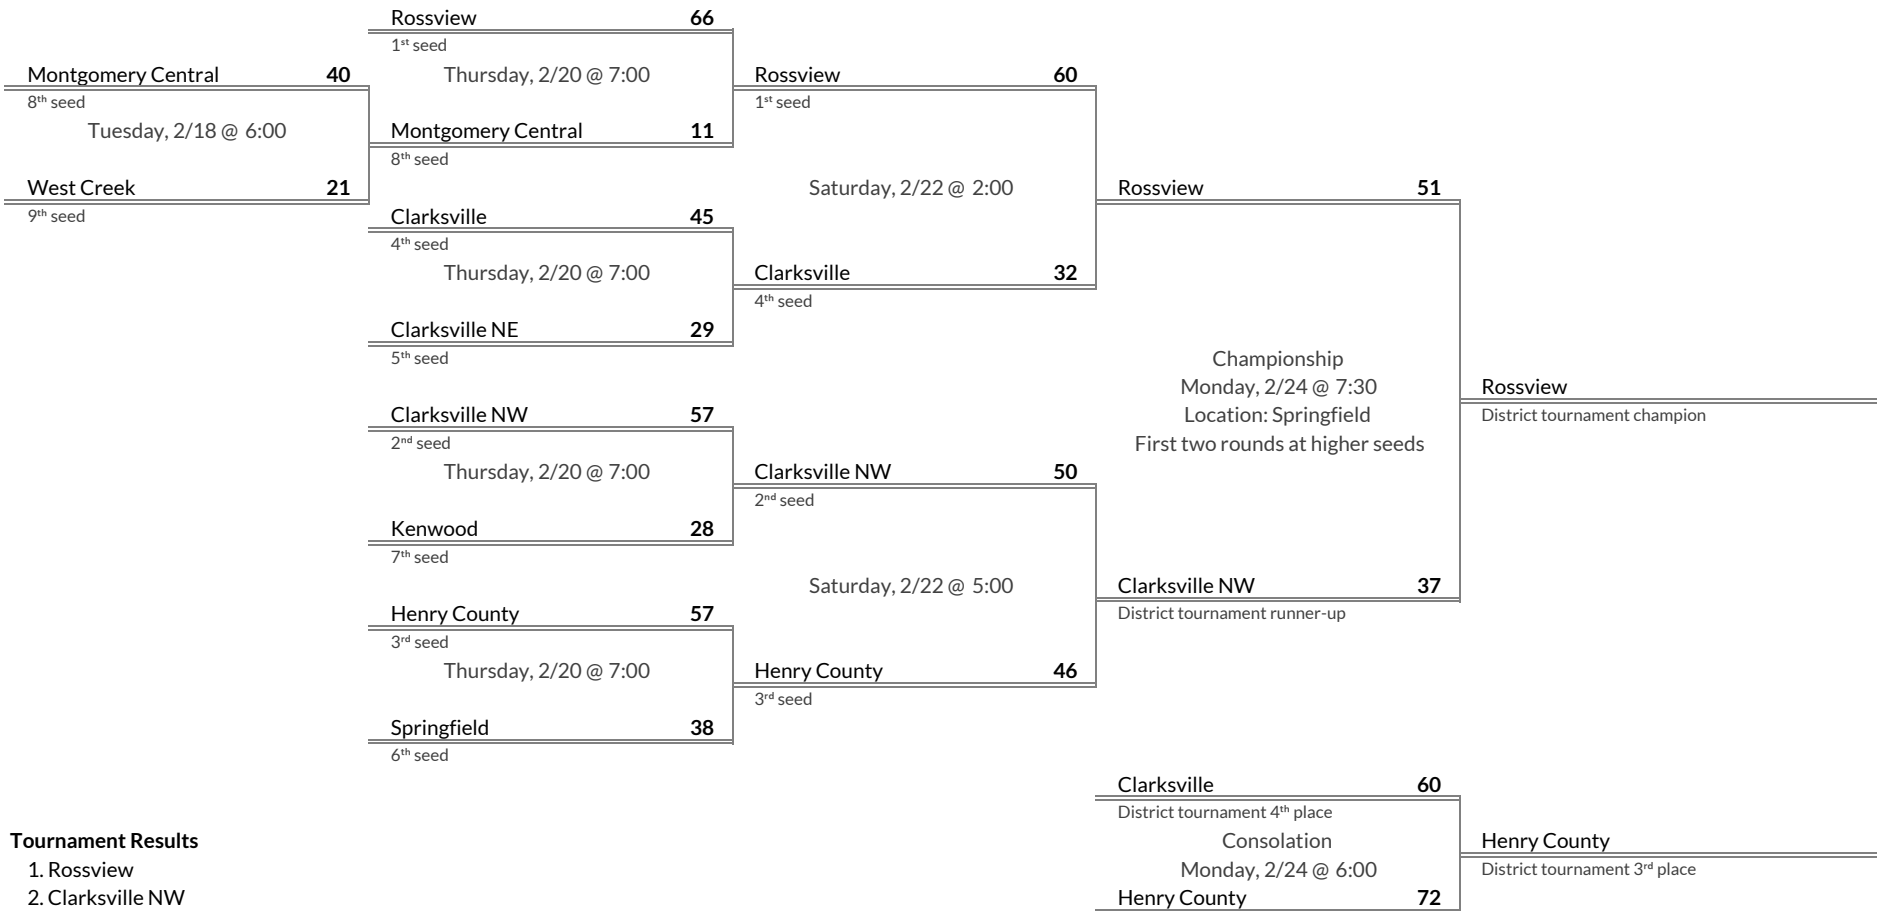 Rossview 66
1st seed
Thursday, 2/20 @ 7:00
Montgomery Central 40
8th seed
Tuesday, 2/18 @ 6:00
West Creek 21
9th seed
Montgomery Central 11
8th seed
Rossview 60
1st seed
Saturday, 2/22 @ 2:00
Clarksville 45
4th seed
Thursday, 2/20 @ 7:00
Clarksville NE 29
5th seed
Clarksville 32
4th seed
Rossview 51
Championship
Monday, 2/24 @ 7:30
Location: Springfield
First two rounds at higher seeds
Rossview
District tournament champion
Clarksville NW 57
2nd seed
Thursday, 2/20 @ 7:00
Kenwood 28
7th seed
Clarksville NW 50
2nd seed
Saturday, 2/22 @ 5:00
Henry County 57
3rd seed
Thursday, 2/20 @ 7:00
Springfield 38
6th seed
Henry County 46
3rd seed
Clarksville NW 37
District tournament runner-up
Clarksville 60
District tournament 4th place
Consolation
Monday, 2/24 @ 6:00
Henry County 72
Henry County
District tournament 3rd place
Tournament Results
1. Rossview
2. Clarksville NW